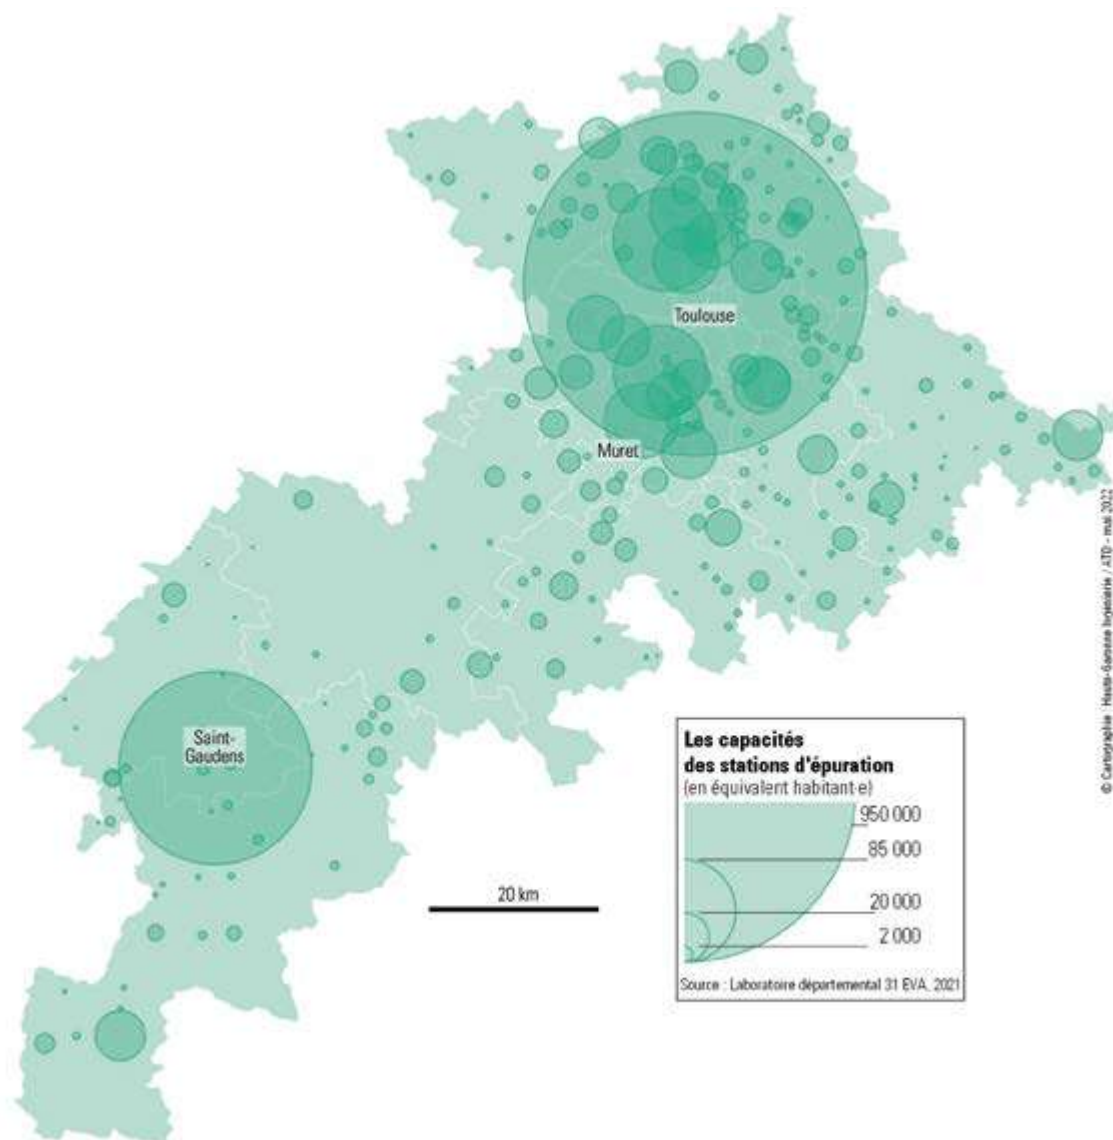 Toulouse
Muret
Saint-
Gaudens
20 km
Les capacités
des stations d'épuration
(en équivalent habitant·e)
950 000
85 000
20 000
2 000
Source : Laboratoire départemental 31 EVA, 2021
© Cartographie : Haute-Garonne Ingénierie / ATD - mai 2022